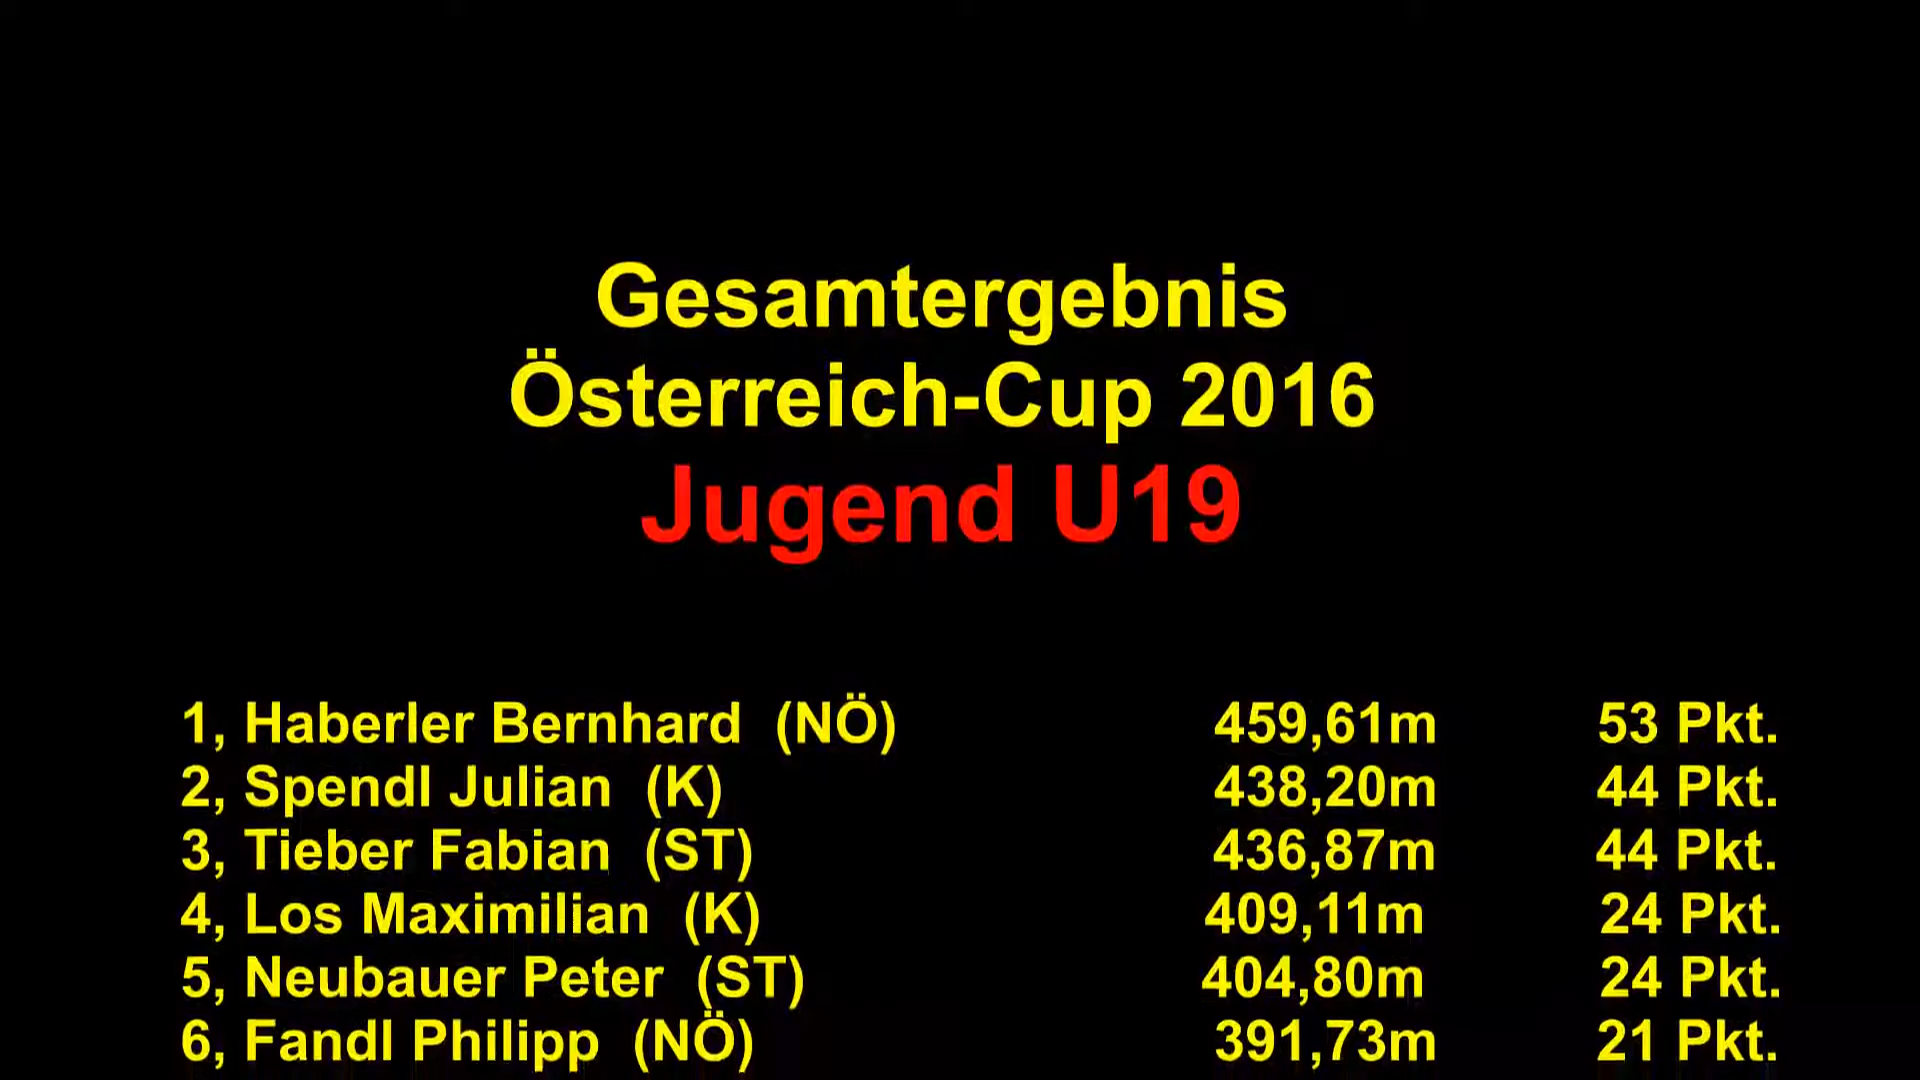 Gesamtergebnis
Österreich-Cup 2016
Jugend U19
1, Haberler Bernhard (NÖ) 459,61m 53 Pkt.
2, Spendl Julian (K) 438,20m 44 Pkt.
3, Tieber Fabian (ST) 436,87m 44 Pkt.
4, Los Maximilian (K) 409,11m 24 Pkt.
5, Neubauer Peter (ST) 404,80m 24 Pkt.
6, Fandl Philipp (NÖ) 391,73m 21 Pkt.